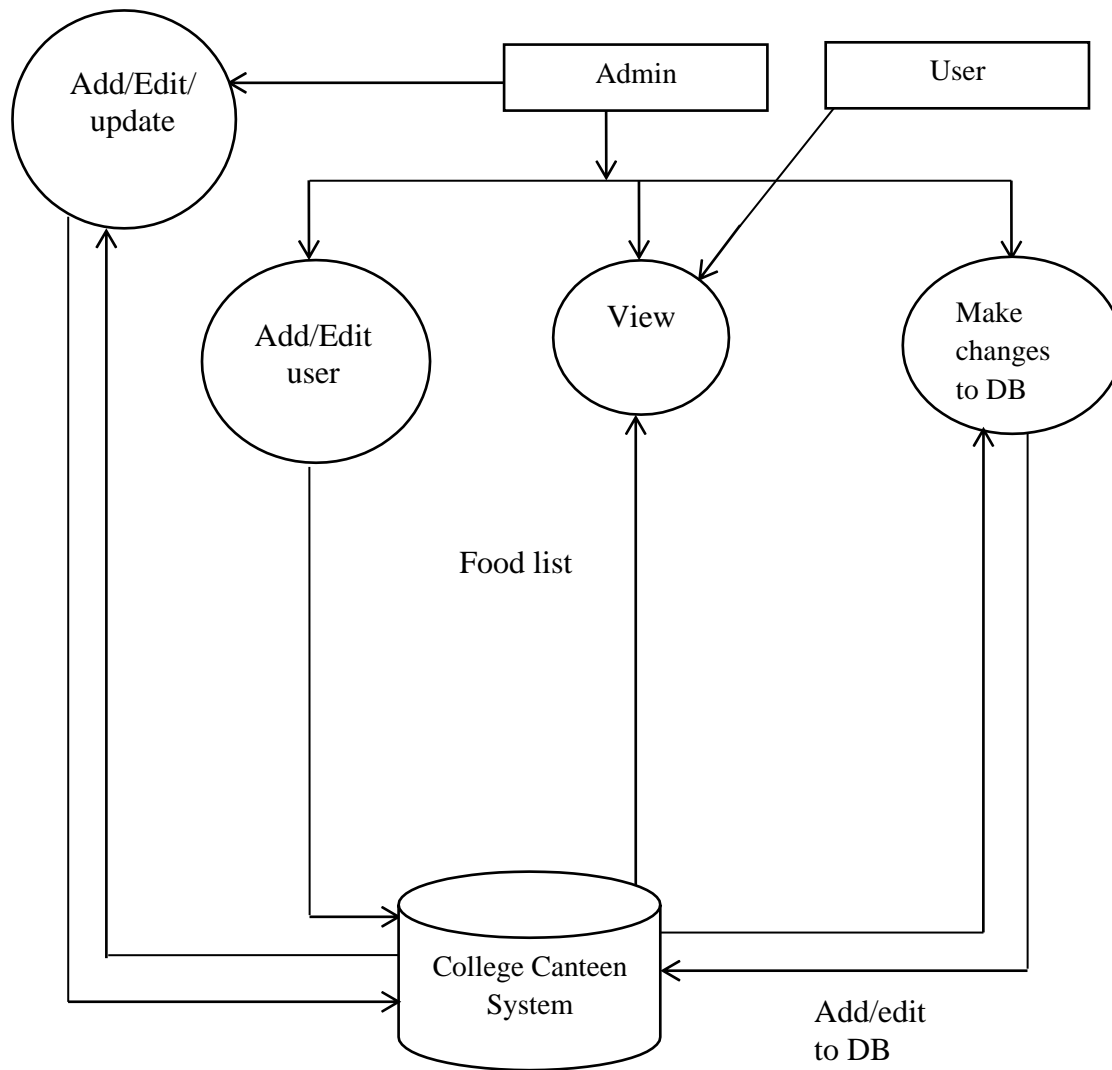 Add/Edit/
update
Admin
User
Add/Edit
user
View
Make
changes
to DB
Food list
College Canteen
System
Add/edit
to DB